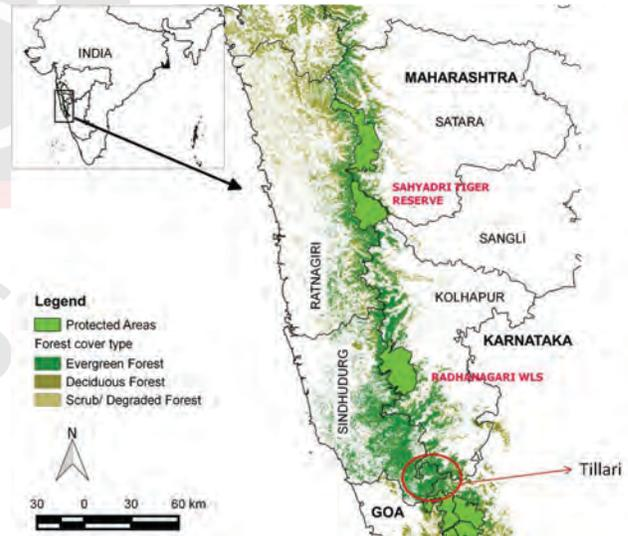 INDIA
MAHARASHTRA
SATARA
SAHYADRI TIGER
RESERVE
SANGLI
RATNAGIRI
KOLHAPUR
KARNATAKA
RADHANAGARI WLS
SINDHUDURG
Tillari
GOA
Legend
Protected Areas
Forest cover type
Evergreen Forest
Deciduous Forest
Scrub/ Degraded Forest
N
30 0 30 60 km